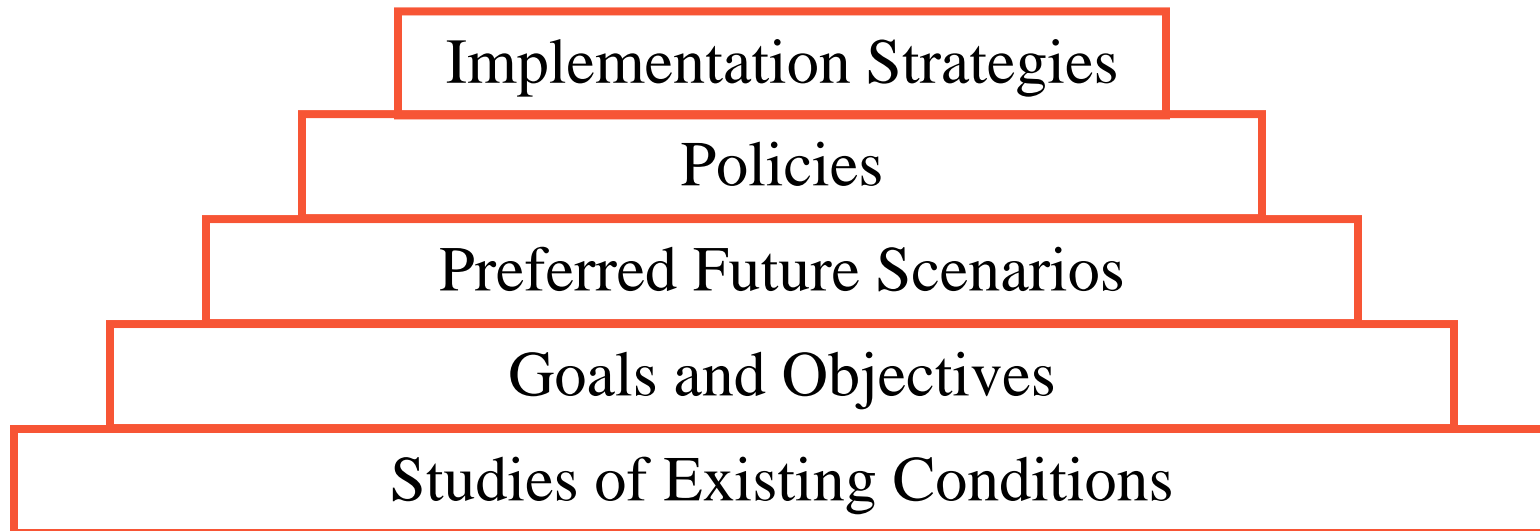 Implementation Strategies
Policies
Preferred Future Scenarios
Goals and Objectives
Studies of Existing Conditions